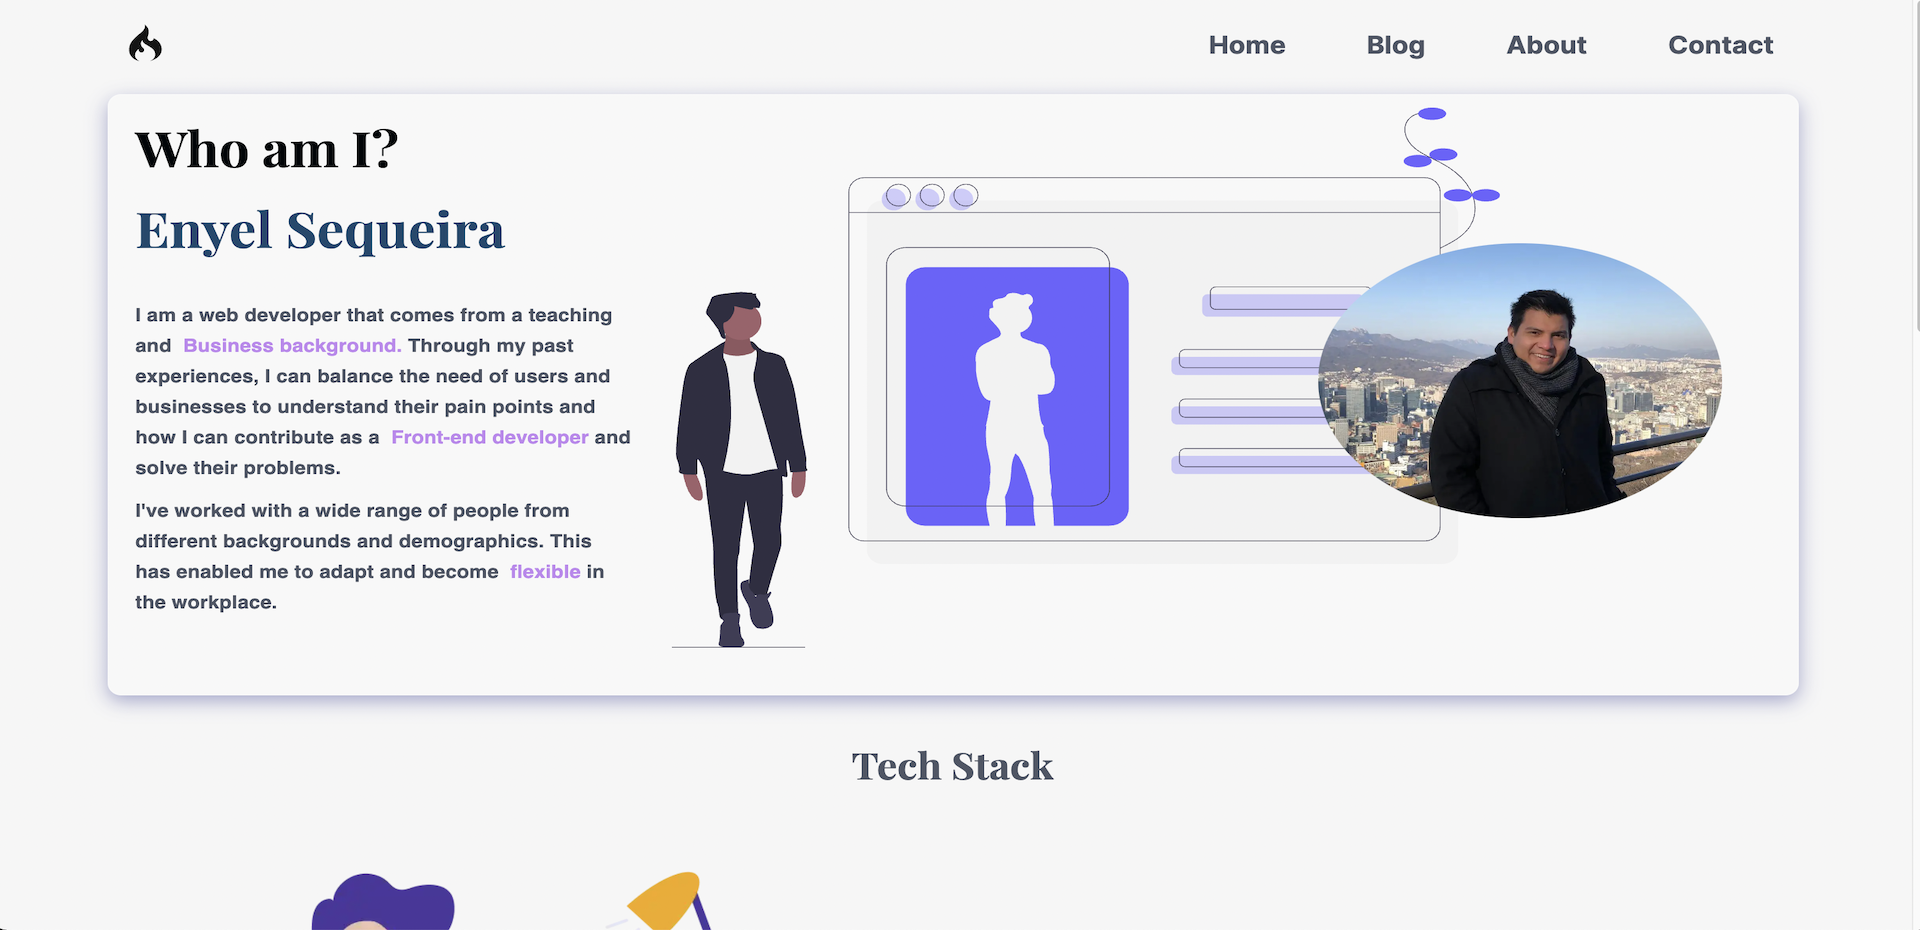 Home Blog About Contact
Who am I?
Enyel Sequeira
I am a web developer that comes from a teaching
and Business background. Through my past
experiences, I can balance the need of users and
businesses to understand their pain points and
how I can contribute as a Front-end developer and
solve their problems.
I've worked with a wide range of people from
different backgrounds and demographics. This
has enabled me to adapt and become flexible in
the workplace.
Tech Stack